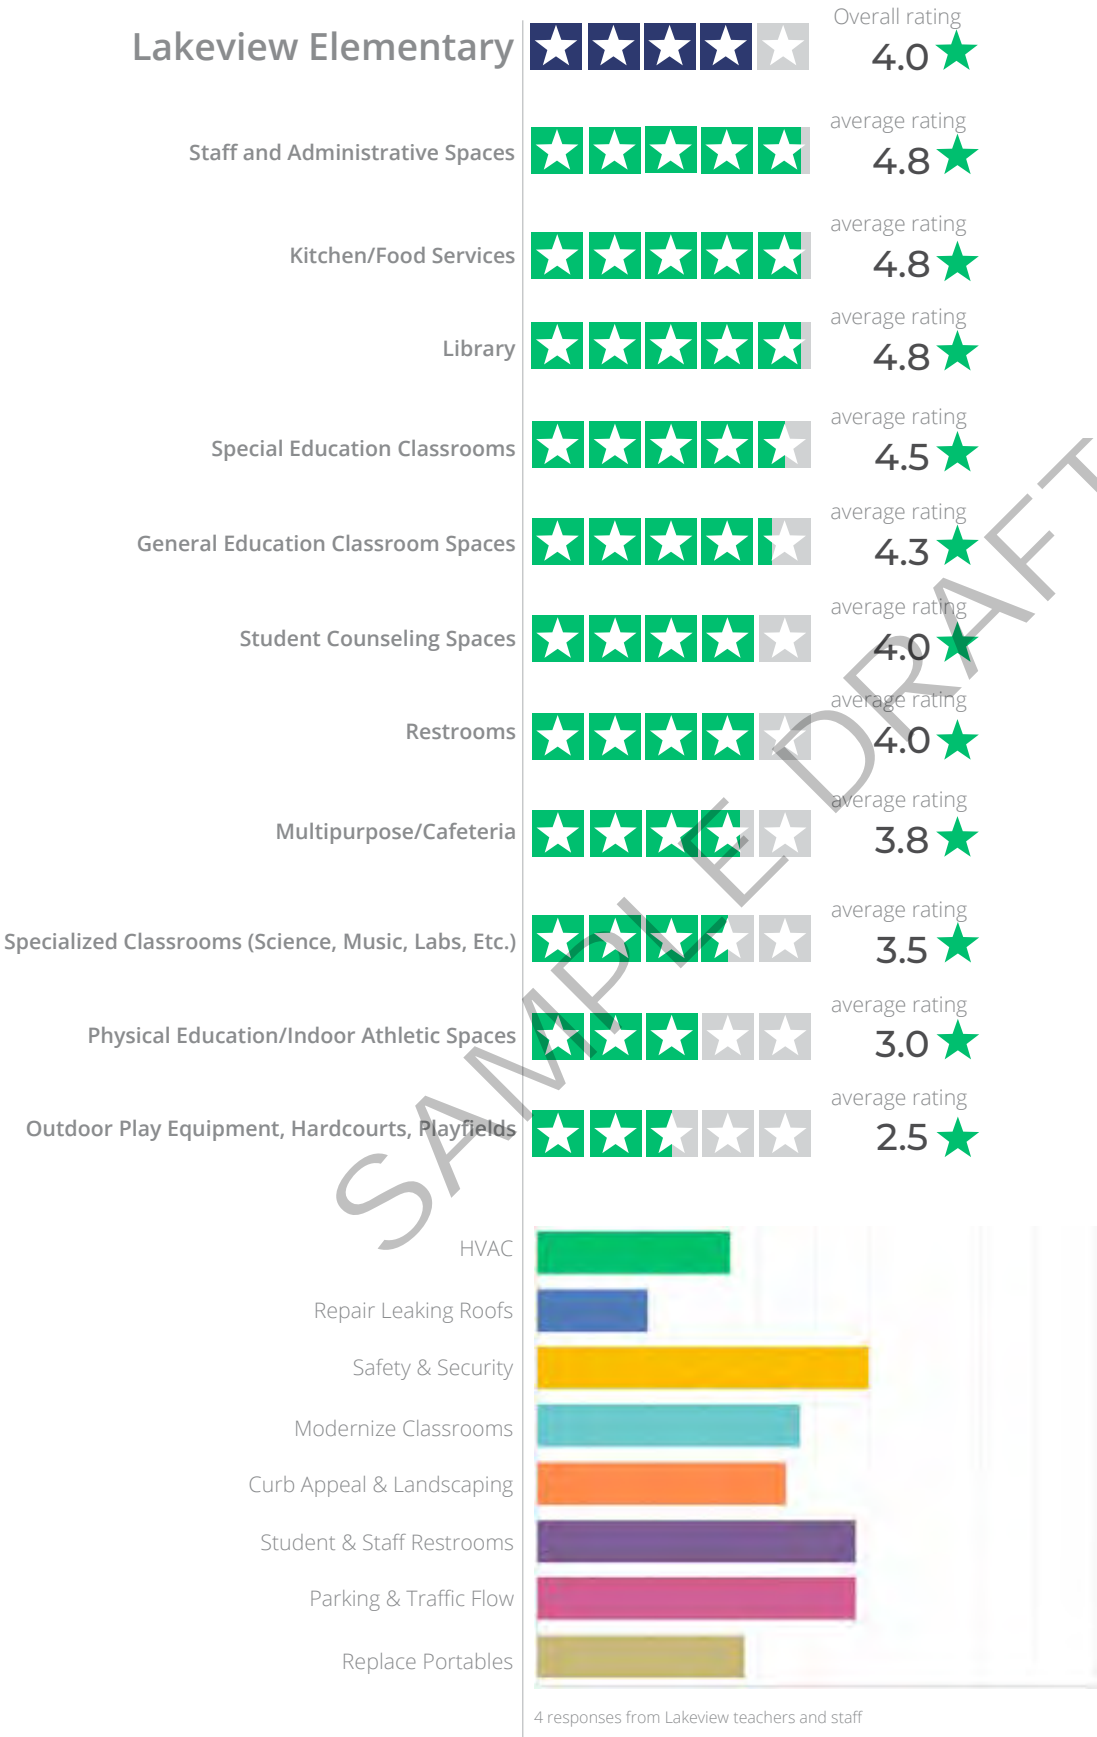 Lakeview Elementary
Overall rating
4.0
Staff and Administrative Spaces
average rating
4.8
Kitchen/Food Services
average rating
4.8
Library
average rating
4.8
Special Education Classrooms
average rating
4.5
General Education Classroom Spaces
average rating
4.3
Student Counseling Spaces
average rating
4.0
Restrooms
average rating
4.0
Multipurpose/Cafeteria
average rating
3.8
Specialized Classrooms (Science, Music, Labs, Etc.)
average rating
3.5
Physical Education/Indoor Athletic Spaces
average rating
3.0
Outdoor Play Equipment, Hardcourts, Playfields
average rating
2.5
HVAC
Repair Leaking Roofs
Safety & Security
Modernize Classrooms
Curb Appeal & Landscaping
Student & Staff Restrooms
Parking & Traffic Flow
Replace Portables
4 responses from Lakeview teachers and staff
SAMPLE DRAFT